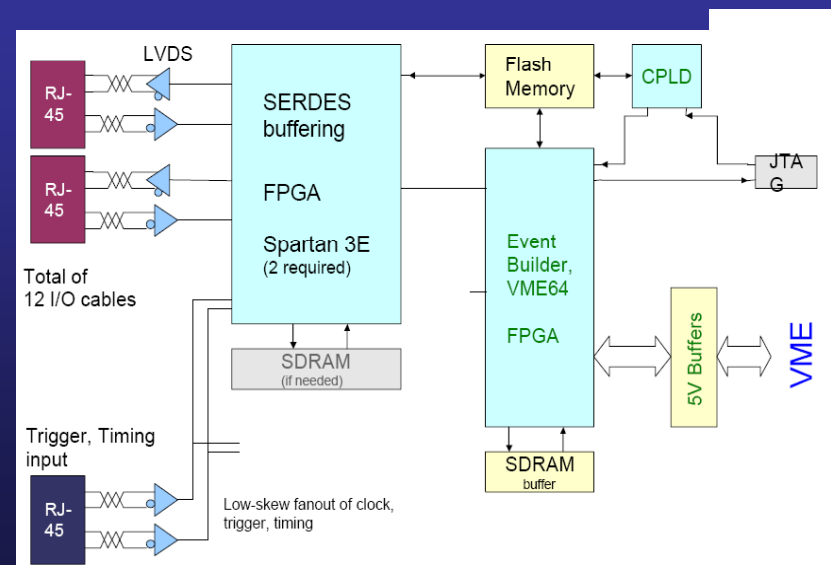 LVDS
RJ-
45
RJ-
45
Total of
12 I/O cables
SERDES
buffering
FPGA
Spartan 3E
(2 required)
SDRAM
(if needed)
Flash
Memory
CPLD
JTA
G
Event
Builder,
VME64
FPGA
5V Buffers
VME
SDRAM
buffer
Trigger, Timing
input
RJ-
45
Low-skew fanout of clock,
trigger, timing